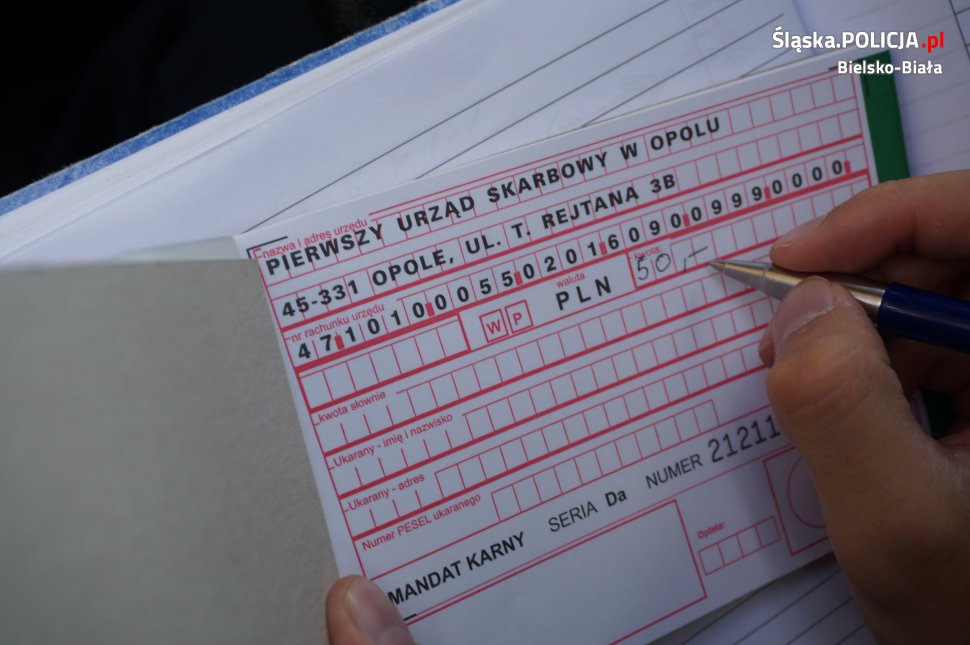 Śląska.POLICJA.pl
Bielsko-Biała
nazwa i adres urzędu
PIERWSZY URZĄD SKARBOWY W OPOLU
45-331 OPOLE, UL. T. REJTANA 3B
nr rachunku urzędu
47101000550201609009990000
W P
waluta
PLN
kwota:
50,-
kwota słownie
Ukarany - imię i nazwisko
Ukarany - adres
Numer PESEL ukaranego
MANDAT KARNY SERIA Da NUMER 21211
Opłata: